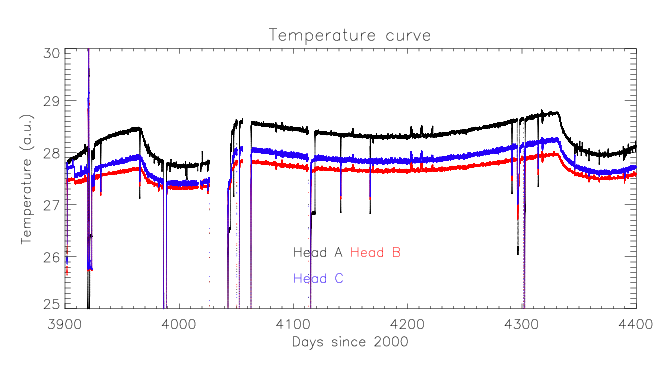 Temperature curve
30
29
28
27
26
25
Temperature (a.u.)
Head A Head B
Head C
3900 4000 4100 4200 4300 4400
Days since 2000